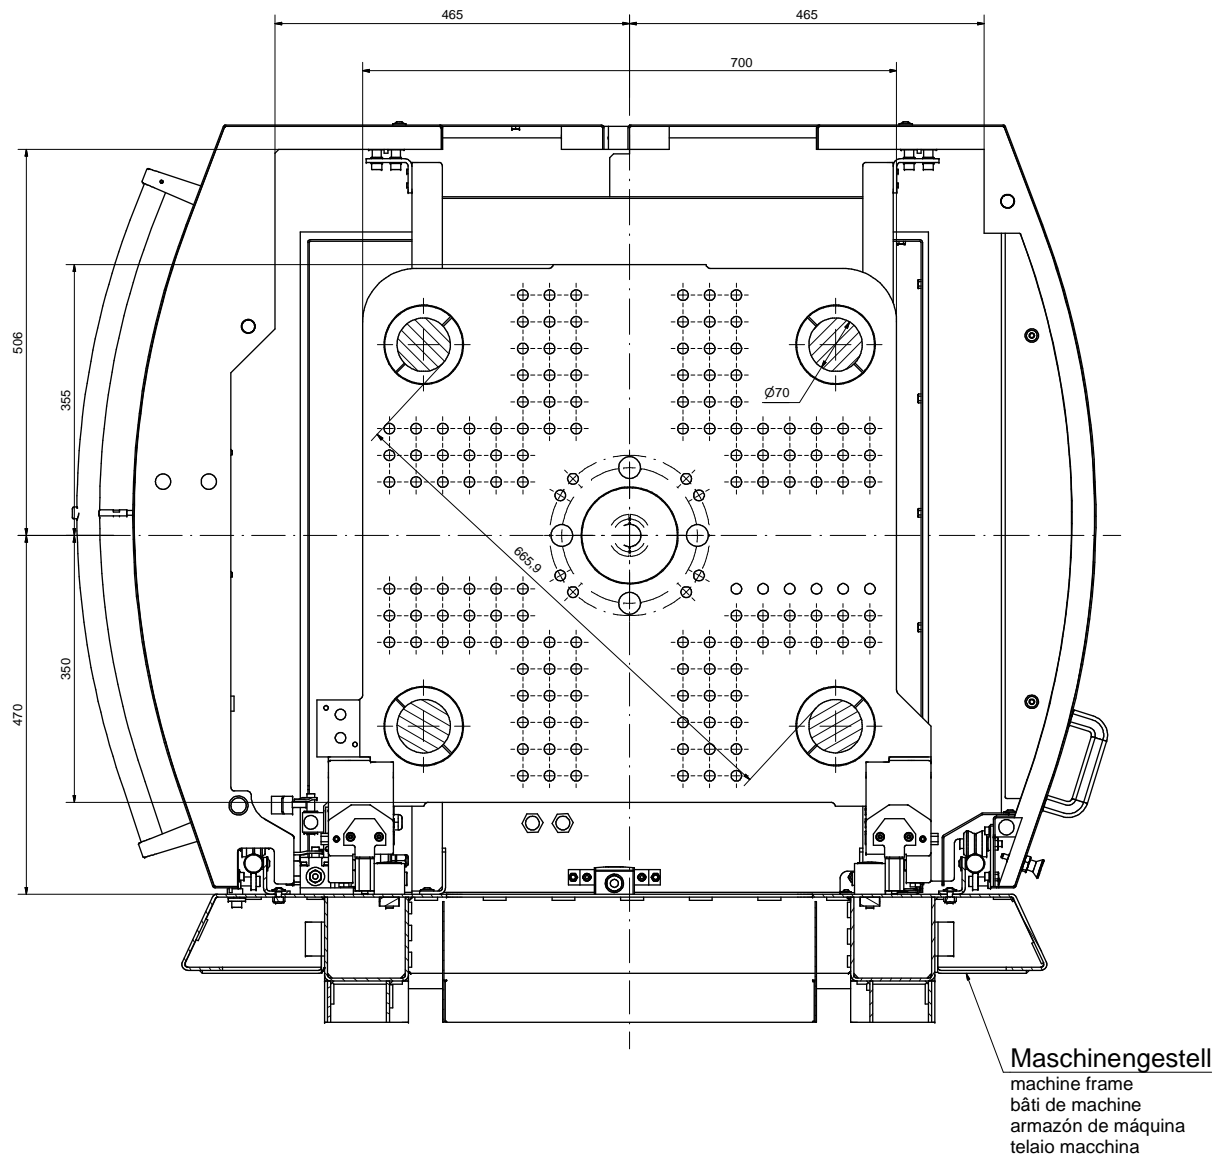 465
465
700
506
355
Ø70
665,9
350
470
Maschinengestell
machine frame
bâti de machine
armazón de máquina
telaio macchina